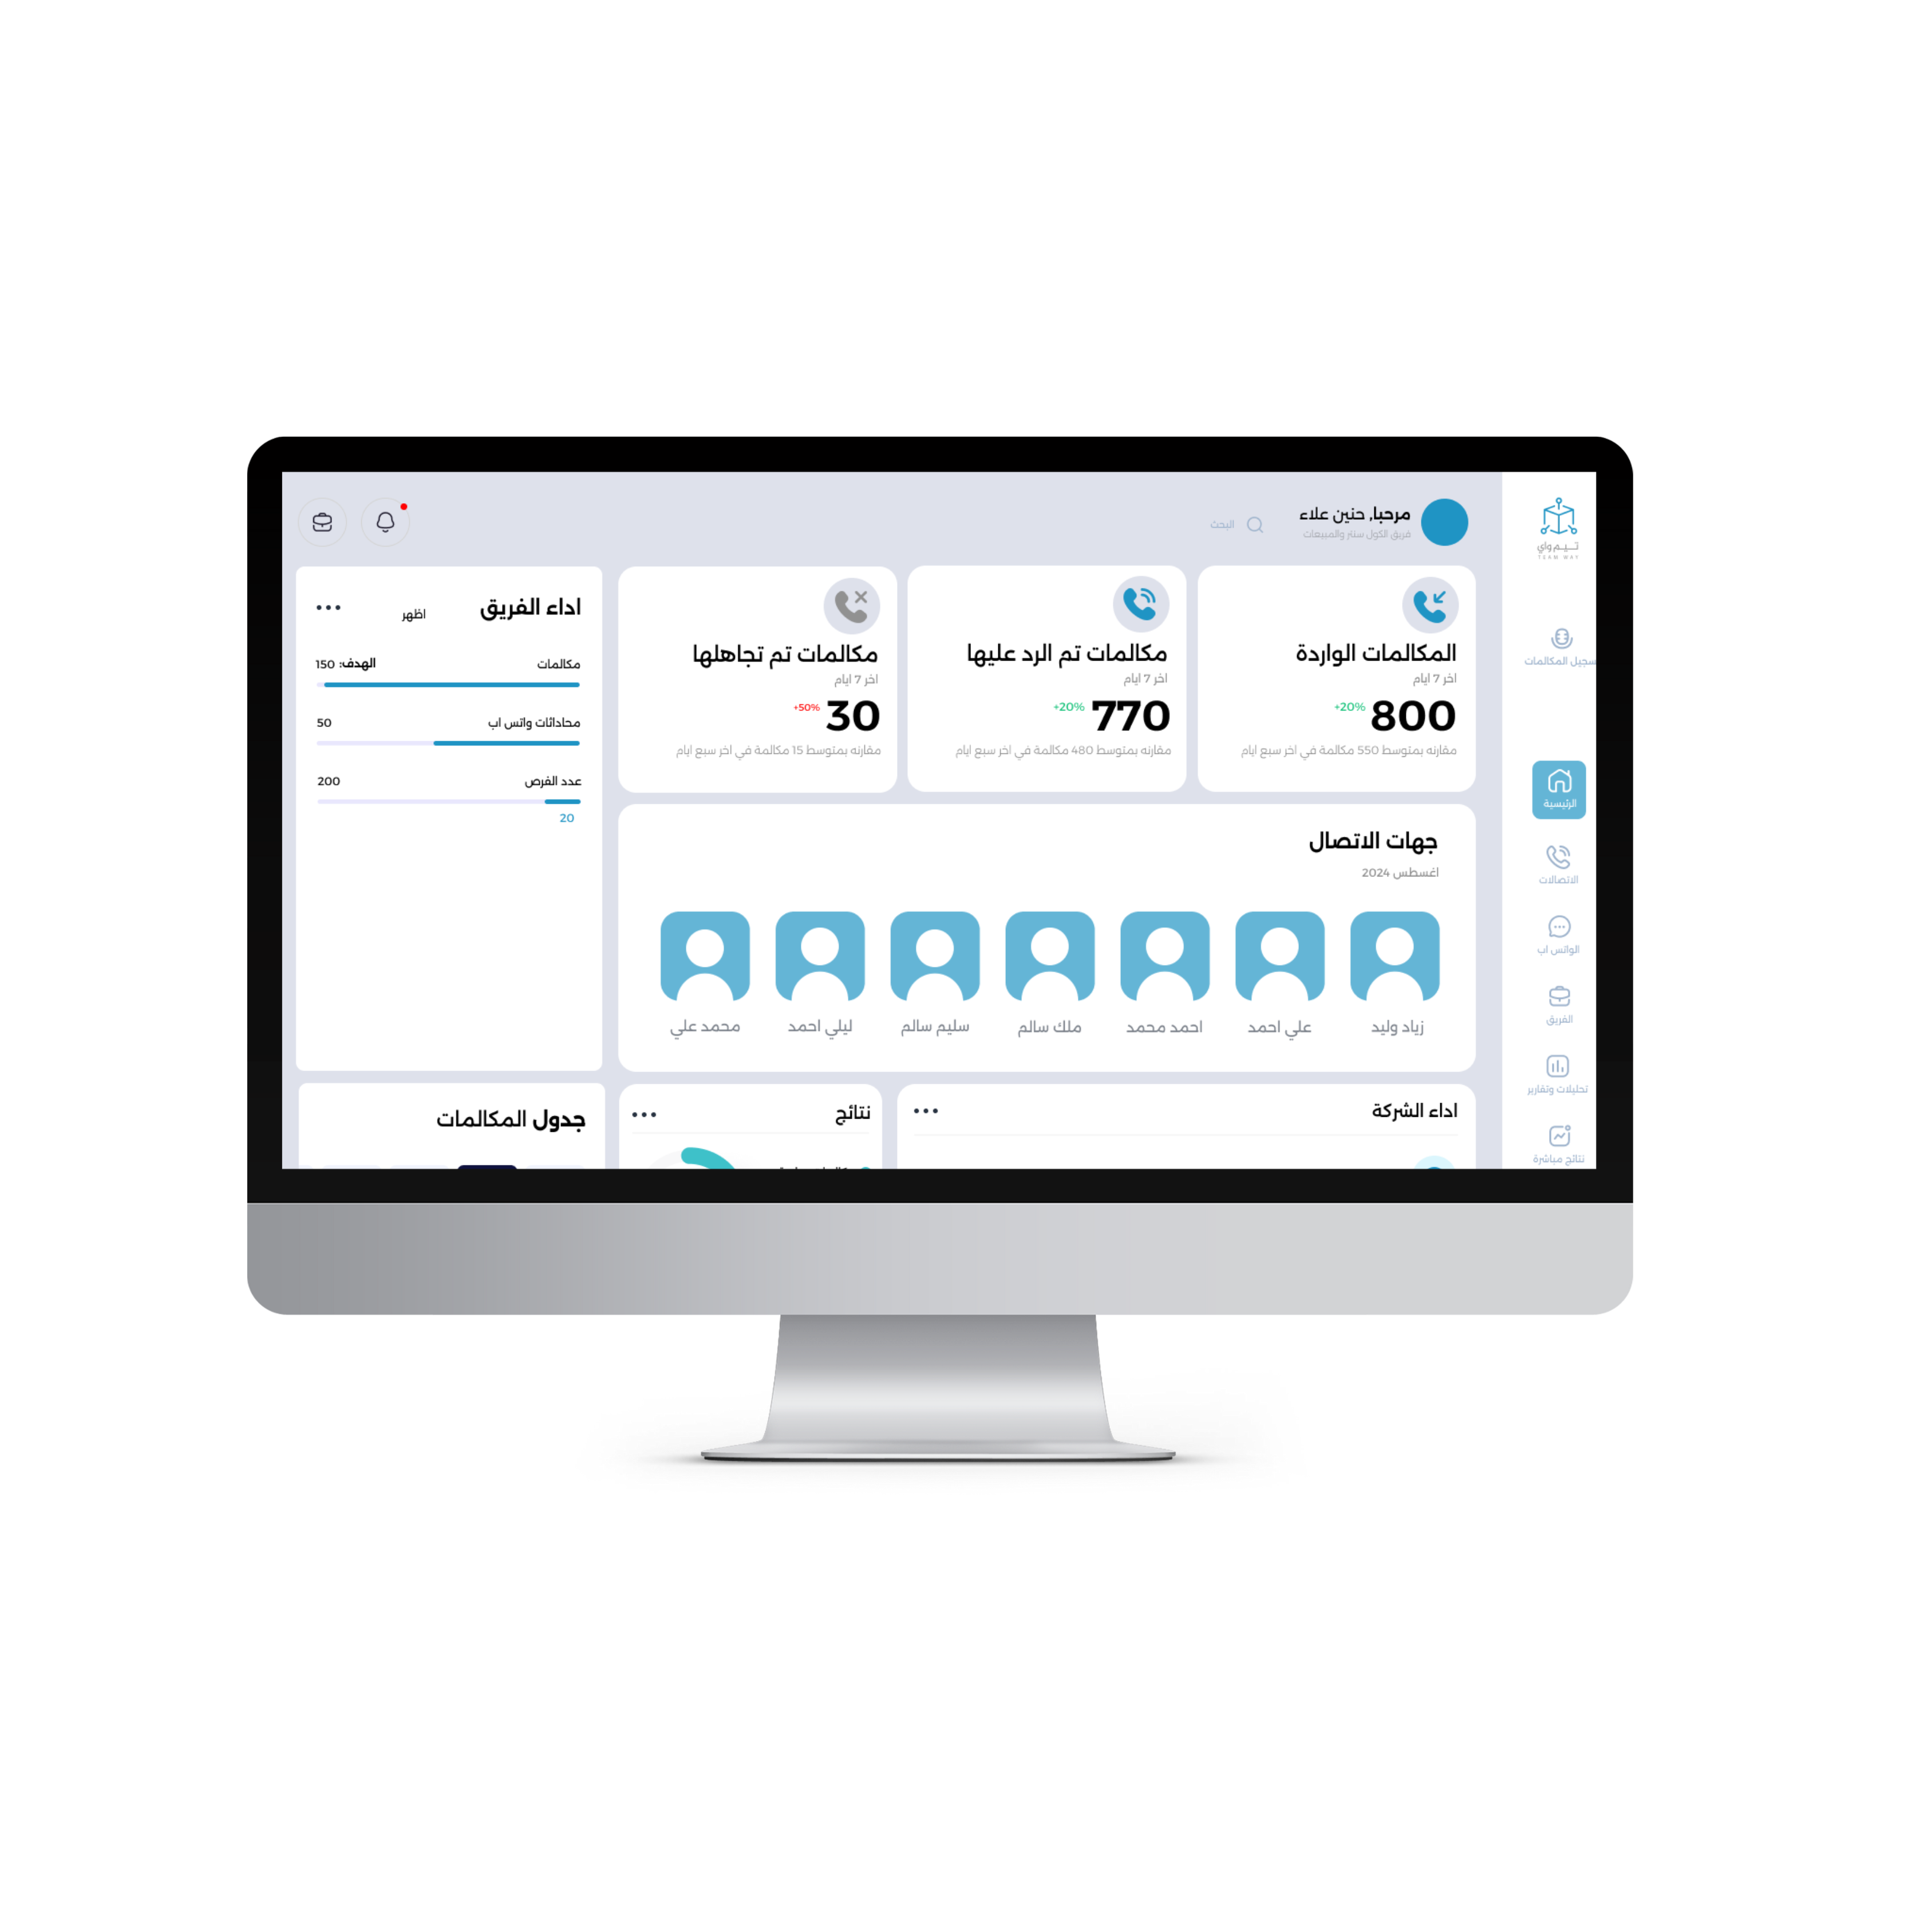 تـيـم واي
TEAM WAY
سجيل المكالمات
الرئيسية
الاتصالات
الواتس اب
الفريق
تحليلات وتقارير
نتائج مباشرة
مرحبا, حنين علاء
فريق الكول سنتر والمبيعات
البحث
المكالمات الواردة
اخر 7 ايام
800 +20%
مقارنه بمتوسط 550 مكالمة في اخر سبع ايام
مكالمات تم الرد عليها
اخر 7 ايام
770 +20%
مقارنه بمتوسط 480 مكالمة في اخر سبع ايام
مكالمات تم تجاهلها
اخر 7 ايام
30 +50%
مقارنه بمتوسط 15 مكالمة في اخر سبع ايام
اداء الفريق
اظهر
مكالمات
الهدف: 150
محاداثات واتس اب
50
عدد الفرص
200
20
جهات الاتصال
اغسطس 2024
زياد وليد
علي احمد
احمد محمد
ملك سالم
سليم سالم
ليلي احمد
محمد علي
اداء الشركة
نتائج
جدول المكالمات